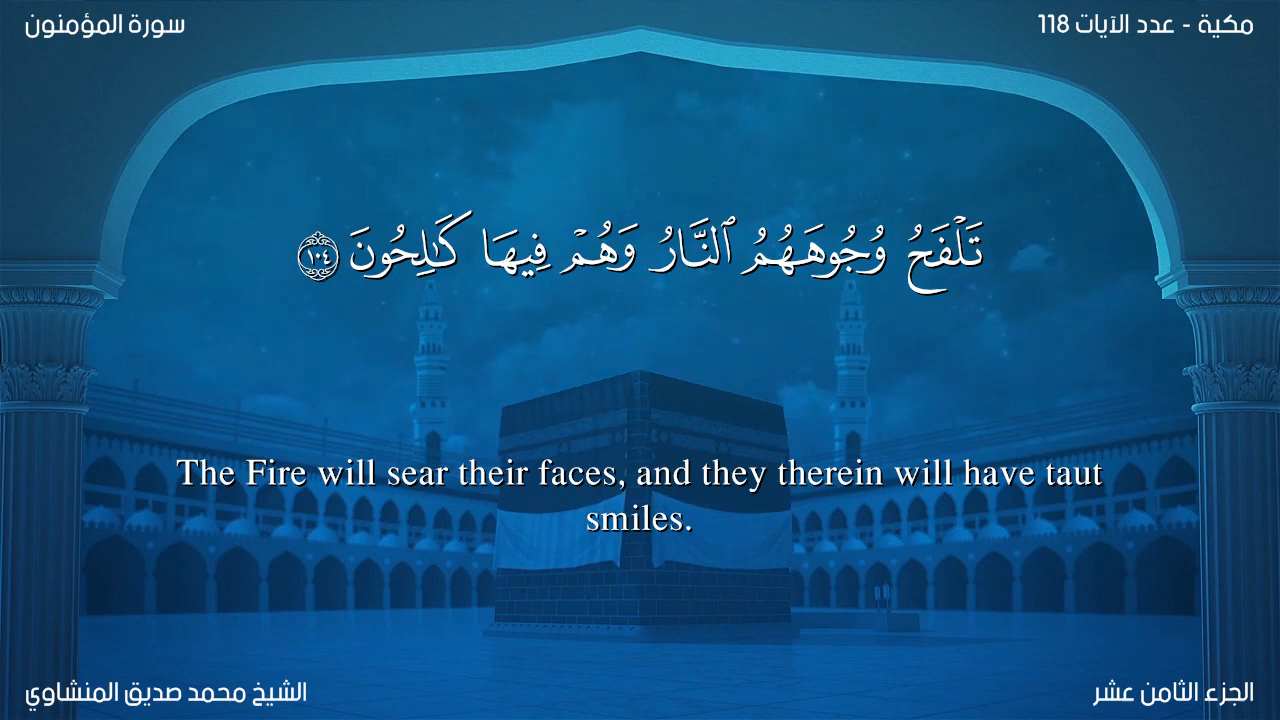 سورة المؤمنون
مكية - عدد الآيات 118
تَلْفَحُ وُجُوهَهُمُ ٱلنَّارُ وَهُمْ فِيهَا كَـٰلِحُونَ ١٠٤
The Fire will sear their faces, and they therein will have taut
smiles.
الشيخ محمد صديق المنشاوي
الجزء الثامن عشر